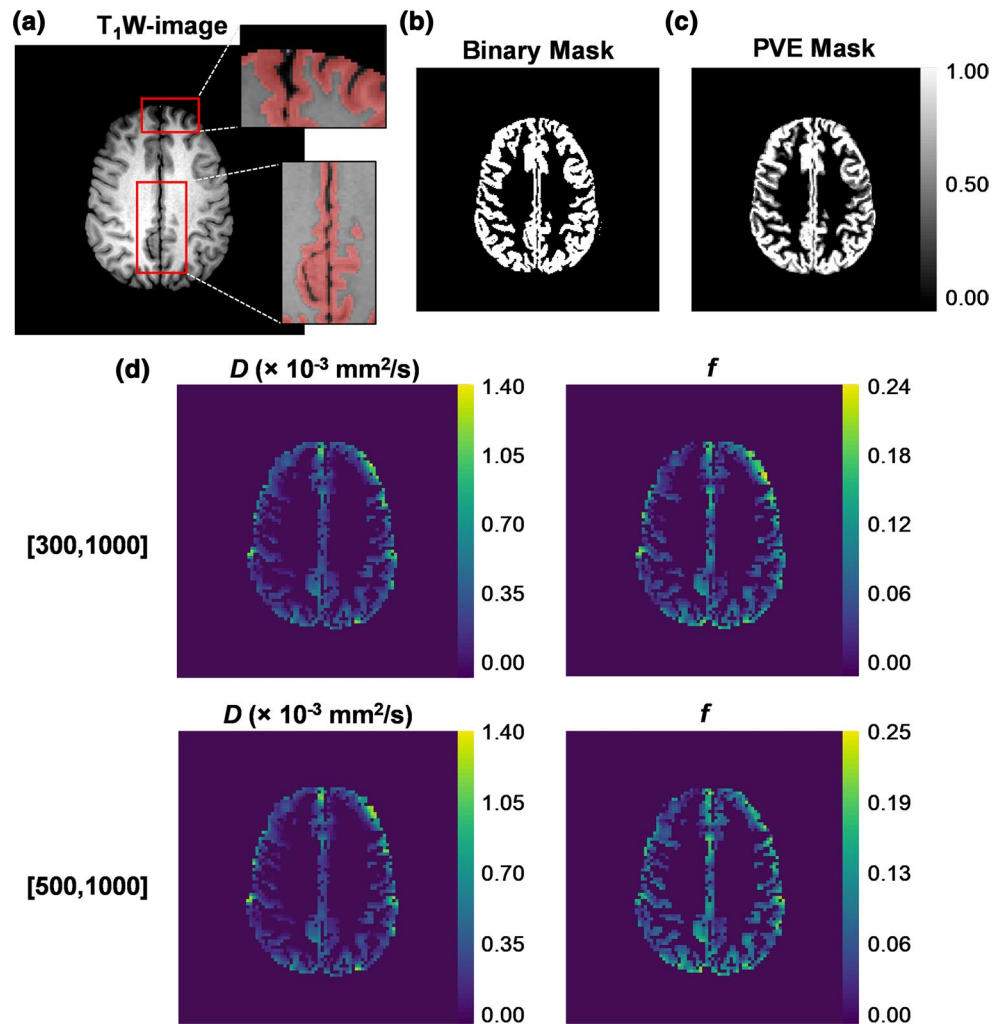 (a)
T₁W-image
(b)
Binary Mask
(c)
PVE Mask
1.00
0.50
0.00
(d)
D (× 10⁻³ mm²/s)
f
[300,1000]
1.40
1.05
0.70
0.35
0.00
0.24
0.18
0.12
0.06
0.00
D (× 10⁻³ mm²/s)
f
[500,1000]
1.40
1.05
0.70
0.35
0.00
0.25
0.19
0.13
0.06
0.00